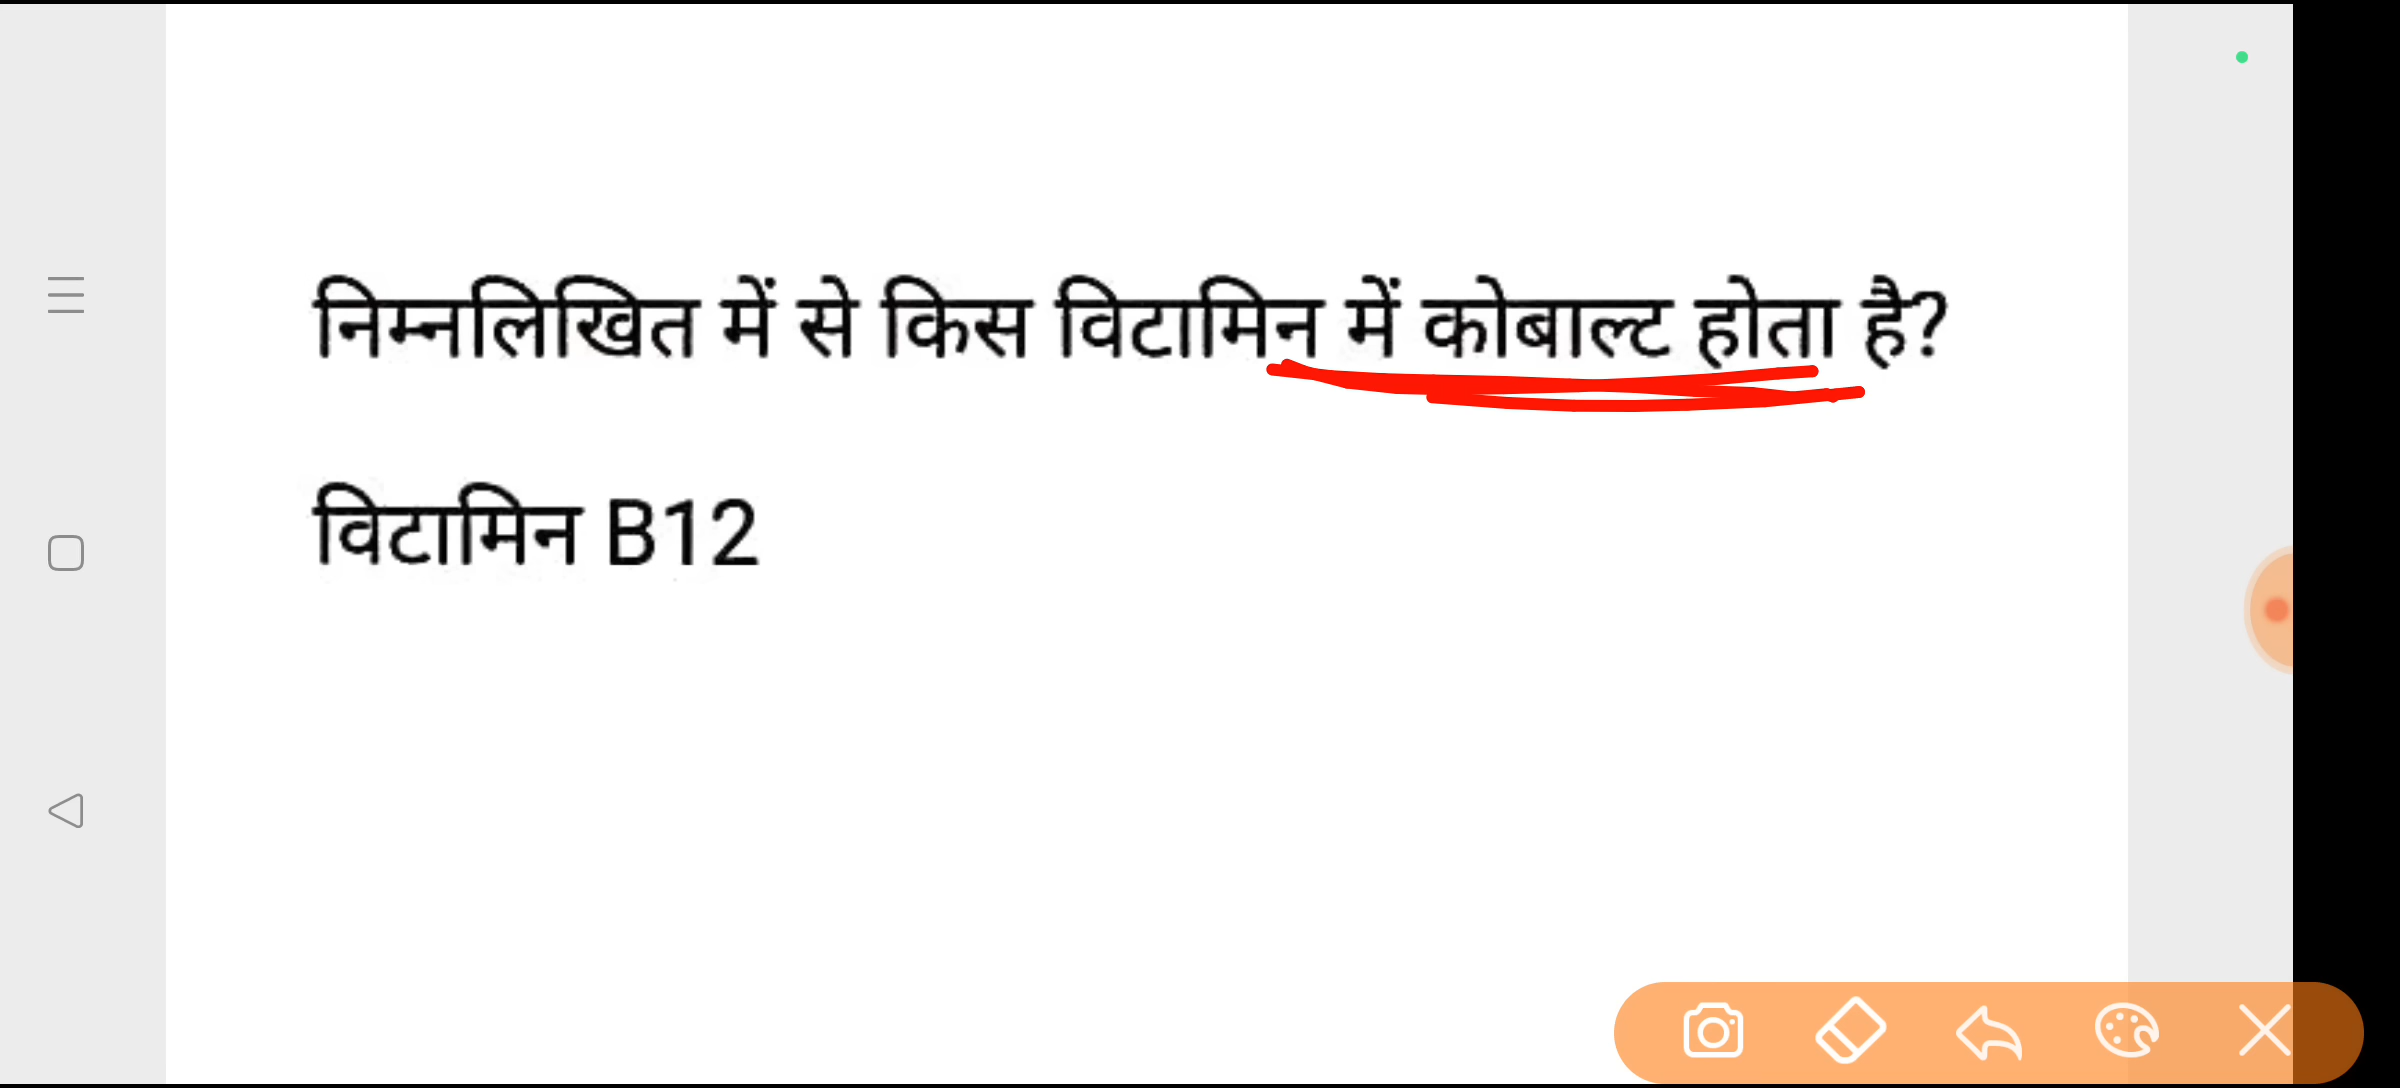 निम्नलिखित में से किस विटामिन में कोबाल्ट होता है?
विटामिन B12